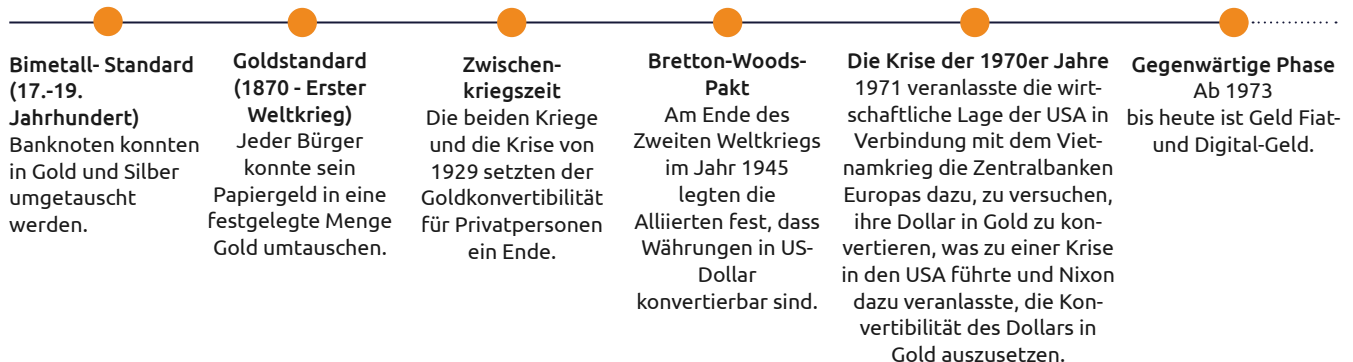 Bimetall- Standard
(17.-19.
Jahrhundert)
Banknoten konnten
in Gold und Silber
umgetauscht
werden.
Goldstandard
(1870 - Erster
Weltkrieg)
Jeder Bürger
konnte sein
Papiergeld in eine
festgelegte Menge
Gold umtauschen.
Zwischen-
kriegszeit
Die beiden Kriege
und die Krise von
1929 setzten der
Goldkonvertibilität
für Privatpersonen
ein Ende.
Bretton-Woods-
Pakt
Am Ende des
Zweiten Weltkriegs
im Jahr 1945
legten die
Alliierten fest, dass
Währungen in US-
Dollar
konvertierbar sind.
Die Krise der 1970er Jahre
1971 veranlasste die wirt-
schaftliche Lage der USA in
Verbindung mit dem Viet-
namkrieg die Zentralbanken
Europas dazu, zu versuchen,
ihre Dollar in Gold zu kon-
vertieren, was zu einer Krise
in den USA führte und Nixon
dazu veranlasste, die Kon-
vertibilität des Dollars in
Gold auszusetzen.
Gegenwärtige Phase
Ab 1973
bis heute ist Geld Fiat-
und Digital-Geld.